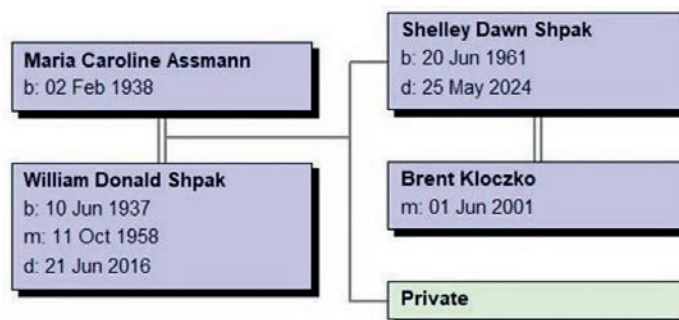 Maria Caroline Assmann
b: 02 Feb 1938
William Donald Shpak
b: 10 Jun 1937
m: 11 Oct 1958
d: 21 Jun 2016
Shelley Dawn Shpak
b: 20 Jun 1961
d: 25 May 2024
Brent Kloczko
m: 01 Jun 2001
Private